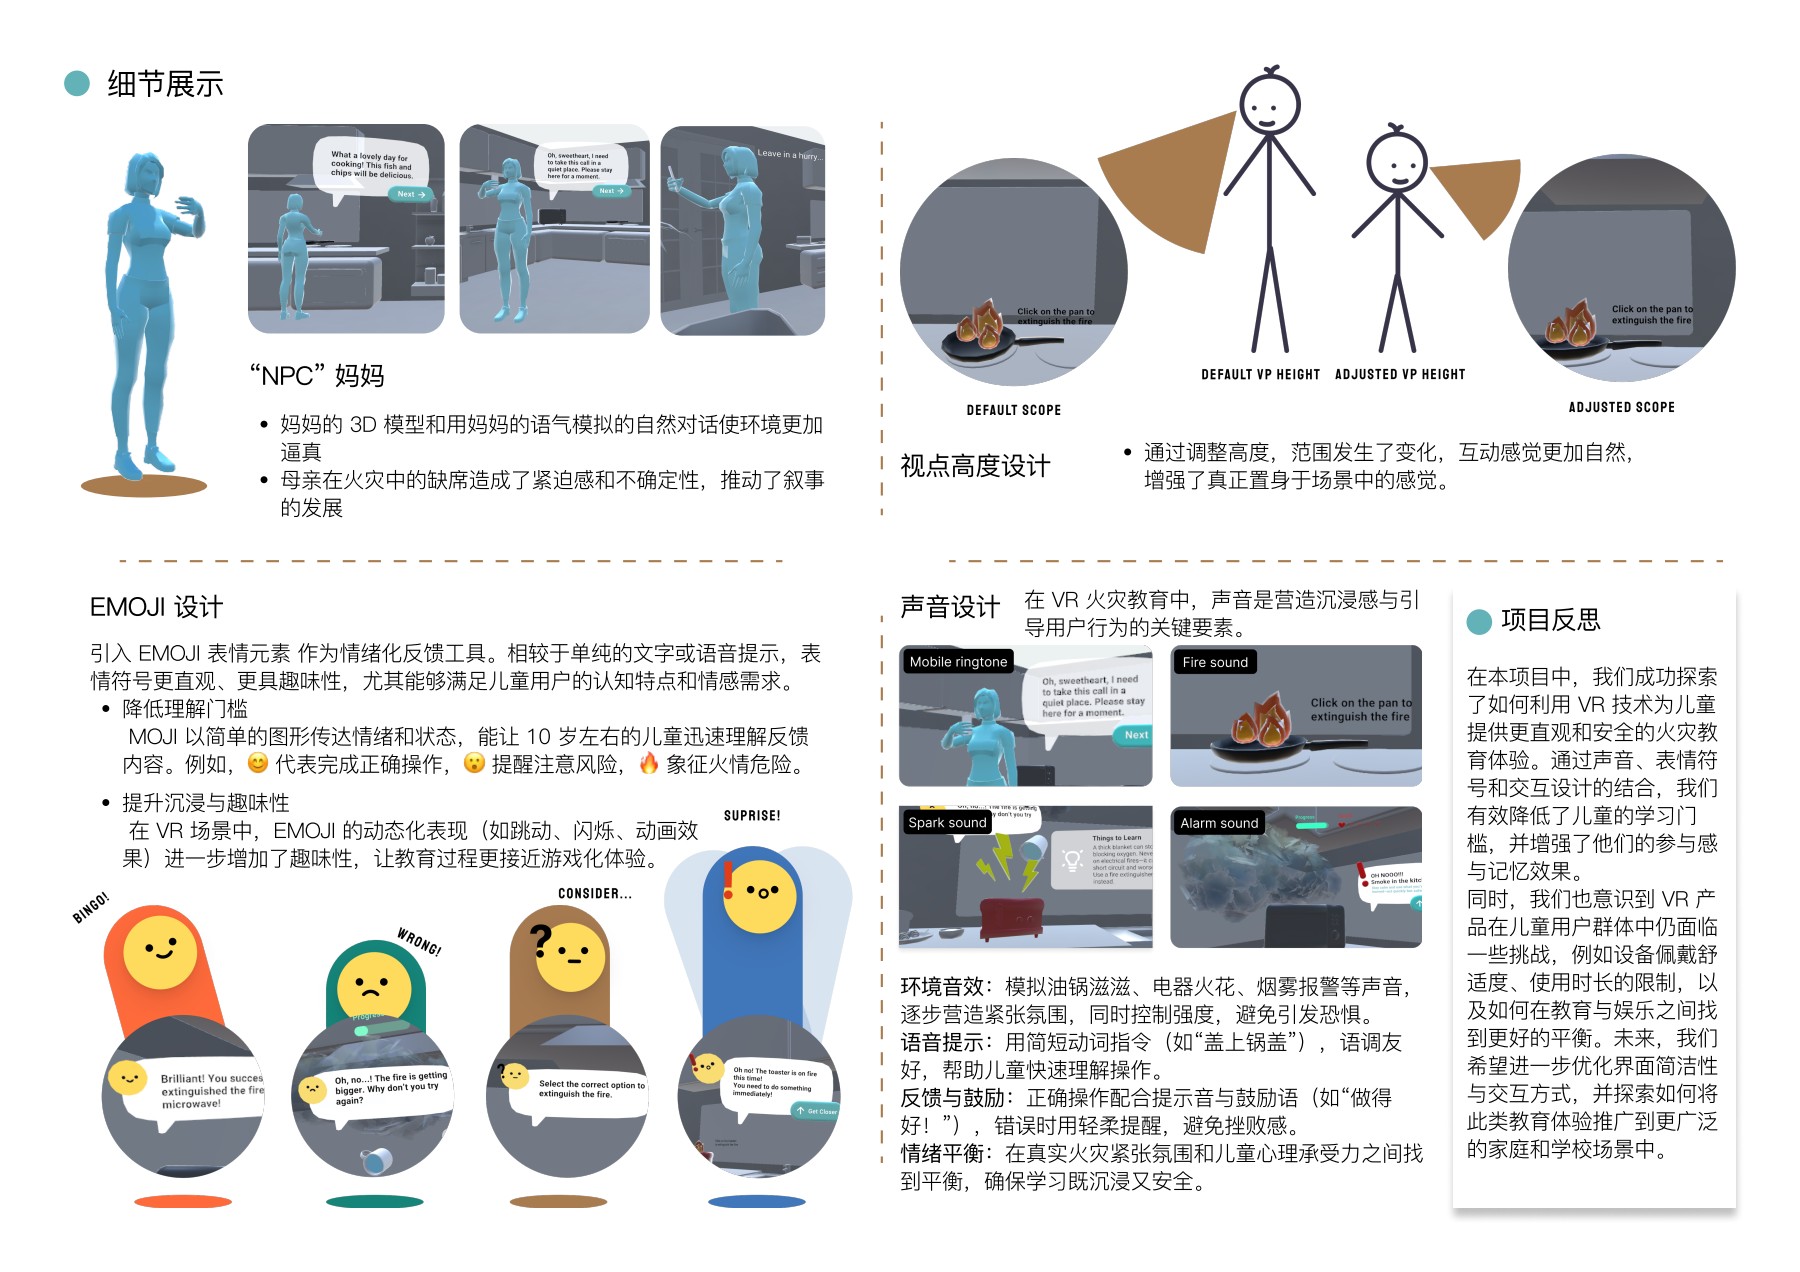 细节展示
What a lovely day for
cooking! This fish and
chips will be delicious.
Next →
Oh, sweetheart, I need
to take this call in a
quiet place. Please stay
here for a moment.
Next →
Leave in a hurry...
“NPC” 妈妈
• 妈妈的 3D 模型和用妈妈的语气模拟的自然对话使环境更加
逼真
• 母亲在火灾中的缺席造成了紧迫感和不确定性，推动了叙事
的发展
Click on the pan to
extinguish the fire
DEFAULT SCOPE
DEFAULT VP HEIGHT
ADJUSTED VP HEIGHT
Click on the pan to
extinguish the fire
ADJUSTED SCOPE
视点高度设计
• 通过调整高度，范围发生了变化，互动感觉更加自然，
增强了真正置身于场景中的感觉。
EMOJI 设计
引入 EMOJI 表情元素 作为情绪化反馈工具。相较于单纯的文字或语音提示，表
情符号更直观、更具趣味性，尤其能够满足儿童用户的认知特点和情感需求。
• 降低理解门槛
MOJI 以简单的图形传达情绪和状态，能让 10 岁左右的儿童迅速理解反馈
内容。例如，😊 代表完成正确操作，😮 提醒注意风险，🔥 象征火情危险。
• 提升沉浸与趣味性
在 VR 场景中，EMOJI 的动态化表现（如跳动、闪烁、动画效
果）进一步增加了趣味性，让教育过程更接近游戏化体验。
BINGO!
WRONG!
CONSIDER...
SUPRISE!
Brilliant! You succes
extinguished the fire
microwave!
Progress
Oh, no...! The fire is getting
bigger. Why don't you try
again?
?
Select the correct option to
extinguish the fire.
!
Oh no! The toaster is on fire
this time!
You need to do something
immediately!
↑ Get Closer
声音设计
在 VR 火灾教育中，声音是营造沉浸感与引
导用户行为的关键要素。
Mobile ringtone
Oh, sweetheart, I need
to take this call in a
quiet place. Please stay
here for a moment.
Next
Fire sound
Click on the pan to
extinguish the fire
Spark sound
y don't you try
Things to Learn
A thick blanket can sto
blocking oxygen. Neve
on electrical fires—it c
short circuit and wors
Use a fire extinguishe
instead
Alarm sound
Progress
OH NOOO!!!
Smoke in the kitc
环境音效：模拟油锅滋滋、电器火花、烟雾报警等声音，
逐步营造紧张氛围，同时控制强度，避免引发恐惧。
语音提示：用简短动词指令（如“盖上锅盖”），语调友
好，帮助儿童快速理解操作。
反馈与鼓励：正确操作配合提示音与鼓励语（如“做得
好！”），错误时用轻柔提醒，避免挫败感。
情绪平衡：在真实火灾紧张氛围和儿童心理承受力之间找
到平衡，确保学习既沉浸又安全。
项目反思
在本项目中，我们成功探索
了如何利用 VR 技术为儿童
提供更直观和安全的火灾教
育体验。通过声音、表情符
号和交互设计的结合，我们
有效降低了儿童的学习门
槛，并增强了他们的参与感
与记忆效果。
同时，我们也意识到 VR 产
品在儿童用户群体中仍面临
一些挑战，例如设备佩戴舒
适度、使用时长的限制，以
及如何在教育与娱乐之间找
到更好的平衡。未来，我们
希望进一步优化界面简洁性
与交互方式，并探索如何将
此类教育体验推广到更广泛
的家庭和学校场景中。